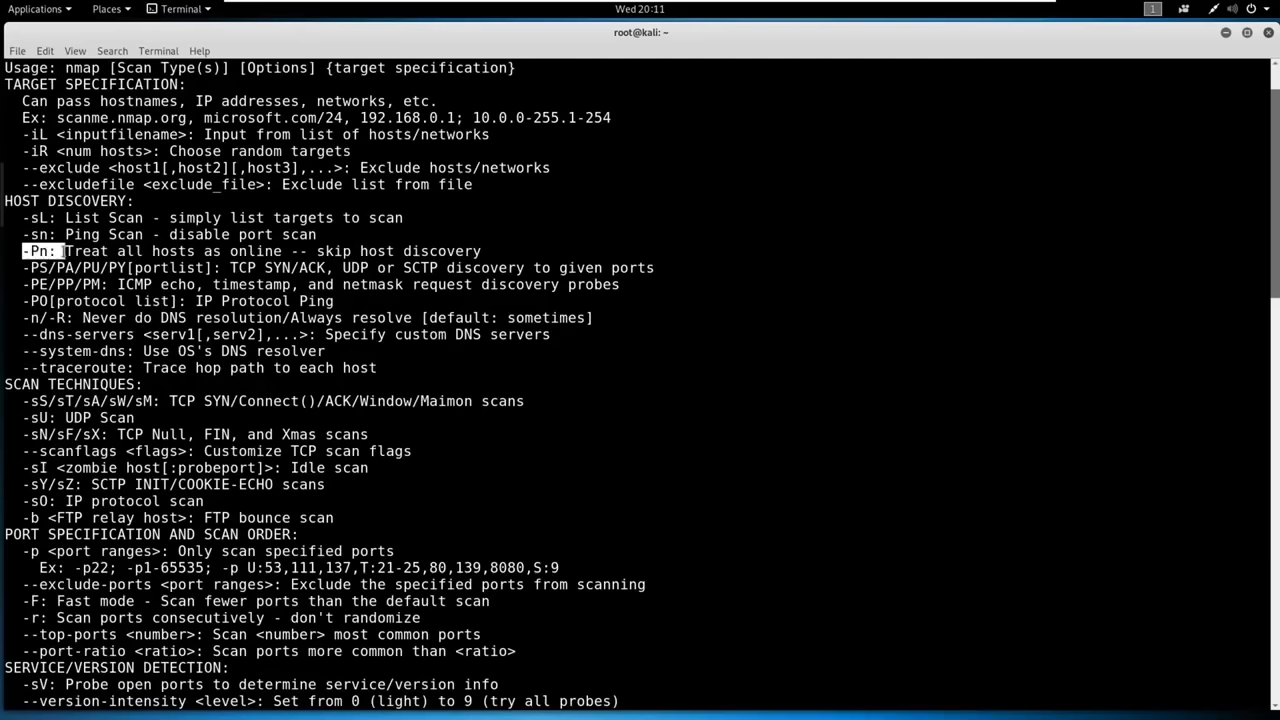 Applications Places Terminal Wed 20:11 1
root@kali: ~
File Edit View Search Terminal Help
Usage: nmap [Scan Type(s)] [Options] {target specification}
TARGET SPECIFICATION:
Can pass hostnames, IP addresses, networks, etc.
Ex: scanme.nmap.org, microsoft.com/24, 192.168.0.1; 10.0.0-255.1-254
-iL <inputfilename>: Input from list of hosts/networks
-iR <num hosts>: Choose random targets
--exclude <host1[,host2][,host3],...>: Exclude hosts/networks
--excludefile <exclude_file>: Exclude list from file
HOST DISCOVERY:
-sL: List Scan - simply list targets to scan
-sn: Ping Scan - disable port scan
-Pn: Treat all hosts as online -- skip host discovery
-PS/PA/PU/PY[portlist]: TCP SYN/ACK, UDP or SCTP discovery to given ports
-PE/PP/PM: ICMP echo, timestamp, and netmask request discovery probes
-PO[protocol list]: IP Protocol Ping
-n/-R: Never do DNS resolution/Always resolve [default: sometimes]
--dns-servers <serv1[,serv2],...>: Specify custom DNS servers
--system-dns: Use OS's DNS resolver
--traceroute: Trace hop path to each host
SCAN TECHNIQUES:
-sS/sT/sA/sW/sM: TCP SYN/Connect()/ACK/Window/Maimon scans
-sU: UDP Scan
-sN/sF/sX: TCP Null, FIN, and Xmas scans
--scanflags <flags>: Customize TCP scan flags
-sI <zombie host[:probeport]>: Idle scan
-sY/sZ: SCTP INIT/COOKIE-ECHO scans
-sO: IP protocol scan
-b <FTP relay host>: FTP bounce scan
PORT SPECIFICATION AND SCAN ORDER:
-p <port ranges>: Only scan specified ports
Ex: -p22; -p1-65535; -p U:53,111,137,T:21-25,80,139,8080,S:9
--exclude-ports <port ranges>: Exclude the specified ports from scanning
-F: Fast mode - Scan fewer ports than the default scan
-r: Scan ports consecutively - don't randomize
--top-ports <number>: Scan <number> most common ports
--port-ratio <ratio>: Scan ports more common than <ratio>
SERVICE/VERSION DETECTION:
-sV: Probe open ports to determine service/version info
--version-intensity <level>: Set from 0 (light) to 9 (try all probes)